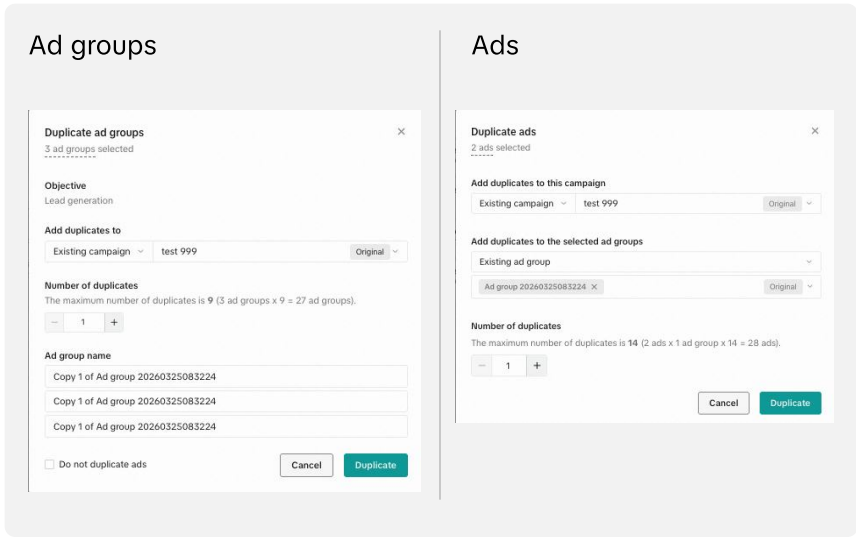 Ad groups
Duplicate ad groups
3 ad groups selected
Objective
Lead generation
Add duplicates to
Existing campaign test 999 Original
Number of duplicates
The maximum number of duplicates is 9 (3 ad groups x 9 = 27 ad groups).
1
Ad group name
Copy 1 of Ad group 20260325083224
Copy 1 of Ad group 20260325083224
Copy 1 of Ad group 20260325083224
Do not duplicate ads
Cancel Duplicate
Ads
Duplicate ads
2 ads selected
Add duplicates to this campaign
Existing campaign test 999 Original
Add duplicates to the selected ad groups
Existing ad group
Ad group 20260325083224 Original
Number of duplicates
The maximum number of duplicates is 14 (2 ads x 1 ad group x 14 = 28 ads).
1
Cancel Duplicate